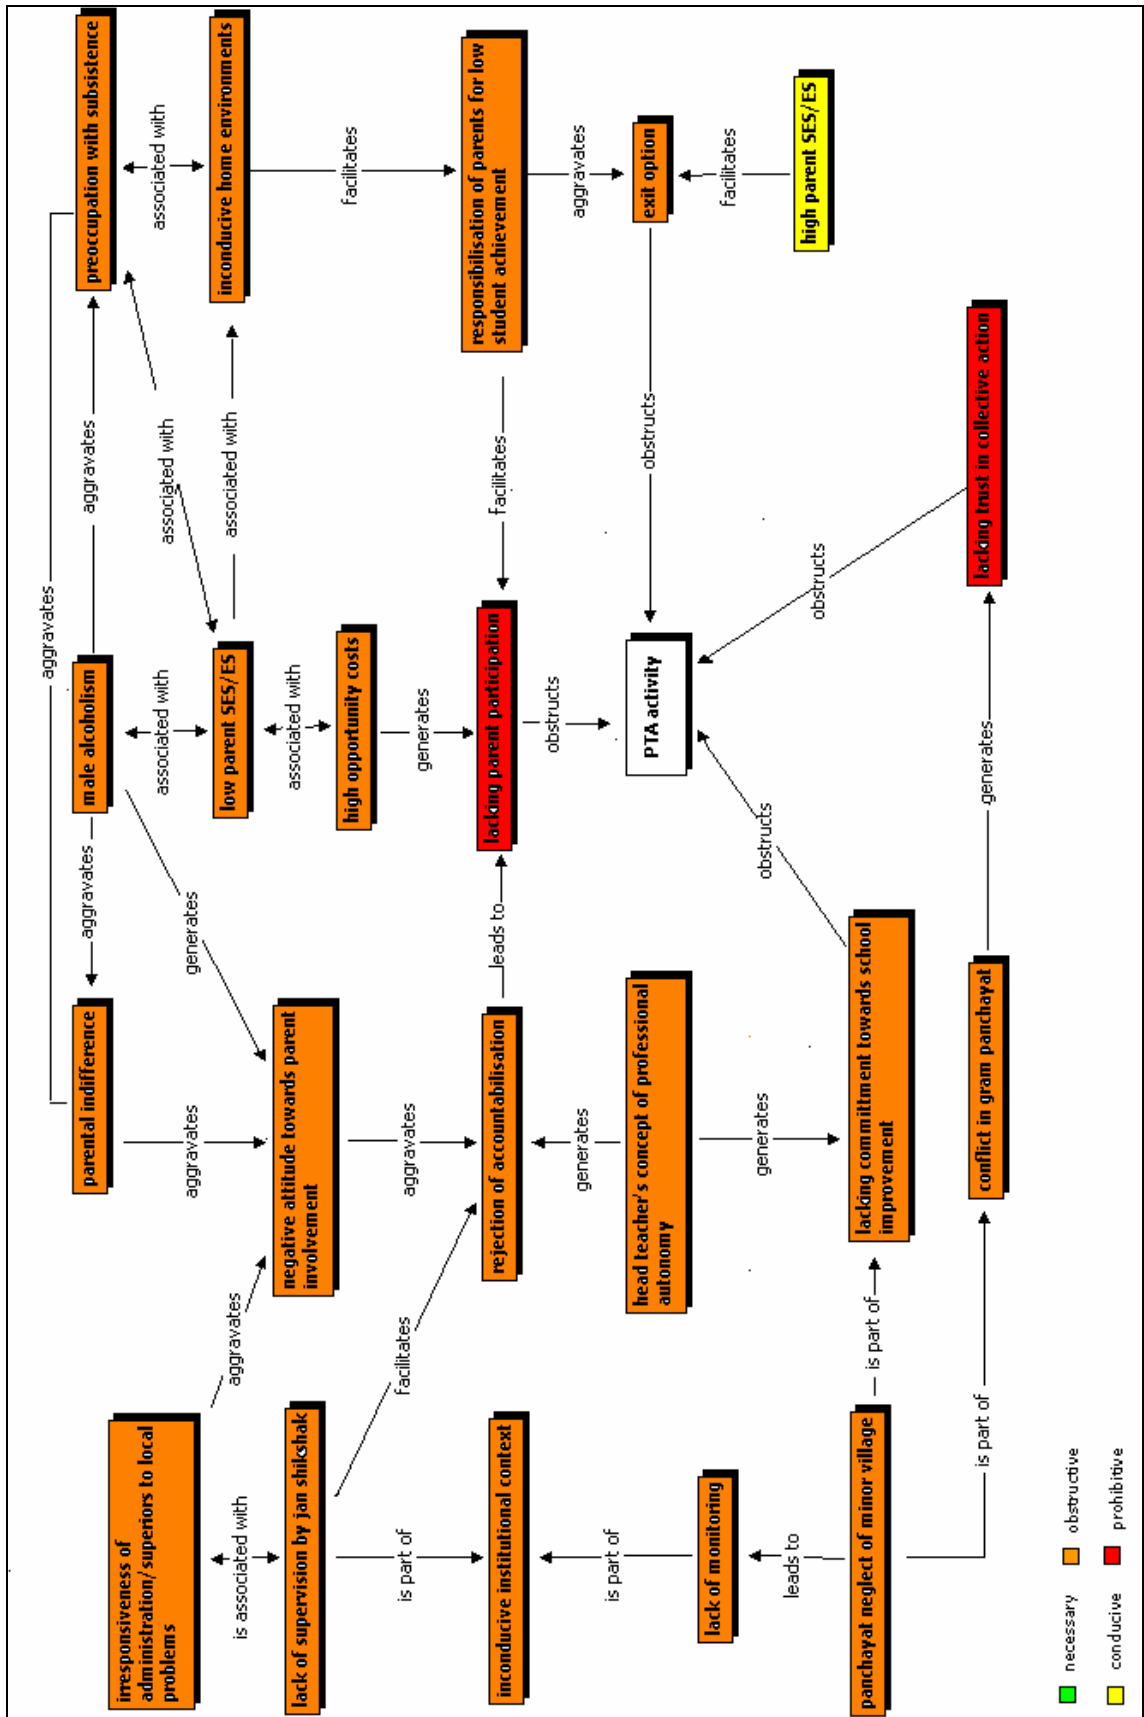 aggravates
parental indifference
aggravates
male alcoholism
aggravates
preoccupation with subsistence
irresponsiveness of
administration/superiors to local
problems
aggravates
generates
associated with
associated with
associated with
is associated with
aggravates
low parent SES/ES
associated with
inconducive home environments
lack of supervision by jan shikshak
negative attitude towards parent
involvement
associated with
high opportunity costs
facilitates
is part of
facilitates
aggravates
generates
inconducive institutional context
rejection of accountabilisation
leads to
lacking parent participation
facilitates
responsibilisation of parents for low
student achievement
is part of
generates
obstructs
aggravates
lack of monitoring
head teacher's concept of professional
autonomy
PTA activity
obstructs
exit option
leads to
generates
obstructs
obstructs
facilitates
panchayat neglect of minor village
is part of
lacking committment towards school
improvement
high parent SES/ES
is part of
conflict in gram panchayat
generates
lacking trust in collective action
necessary
obstructive
conducive
prohibitive